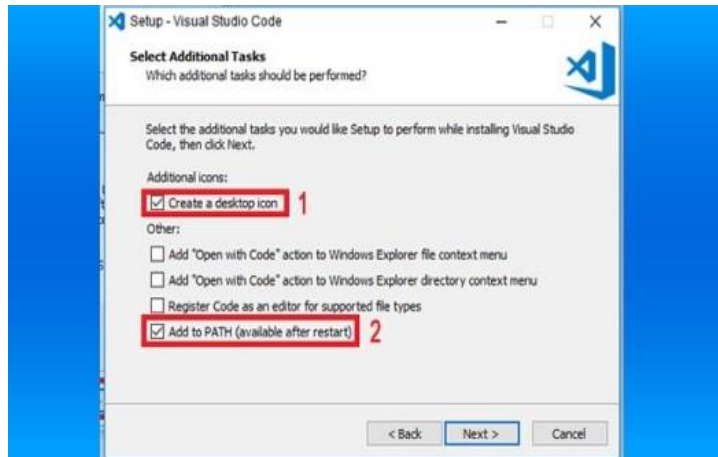 Setup - Visual Studio Code
Select Additional Tasks
Which additional tasks should be performed?
Select the additional tasks you would like Setup to perform while installing Visual Studio
Code, then click Next.
Additional icons:
Create a desktop icon 1
Other:
Add "Open with Code" action to Windows Explorer file context menu
Add "Open with Code" action to Windows Explorer directory context menu
Register Code as an editor for supported file types
Add to PATH (available after restart) 2
< Back Next > Cancel